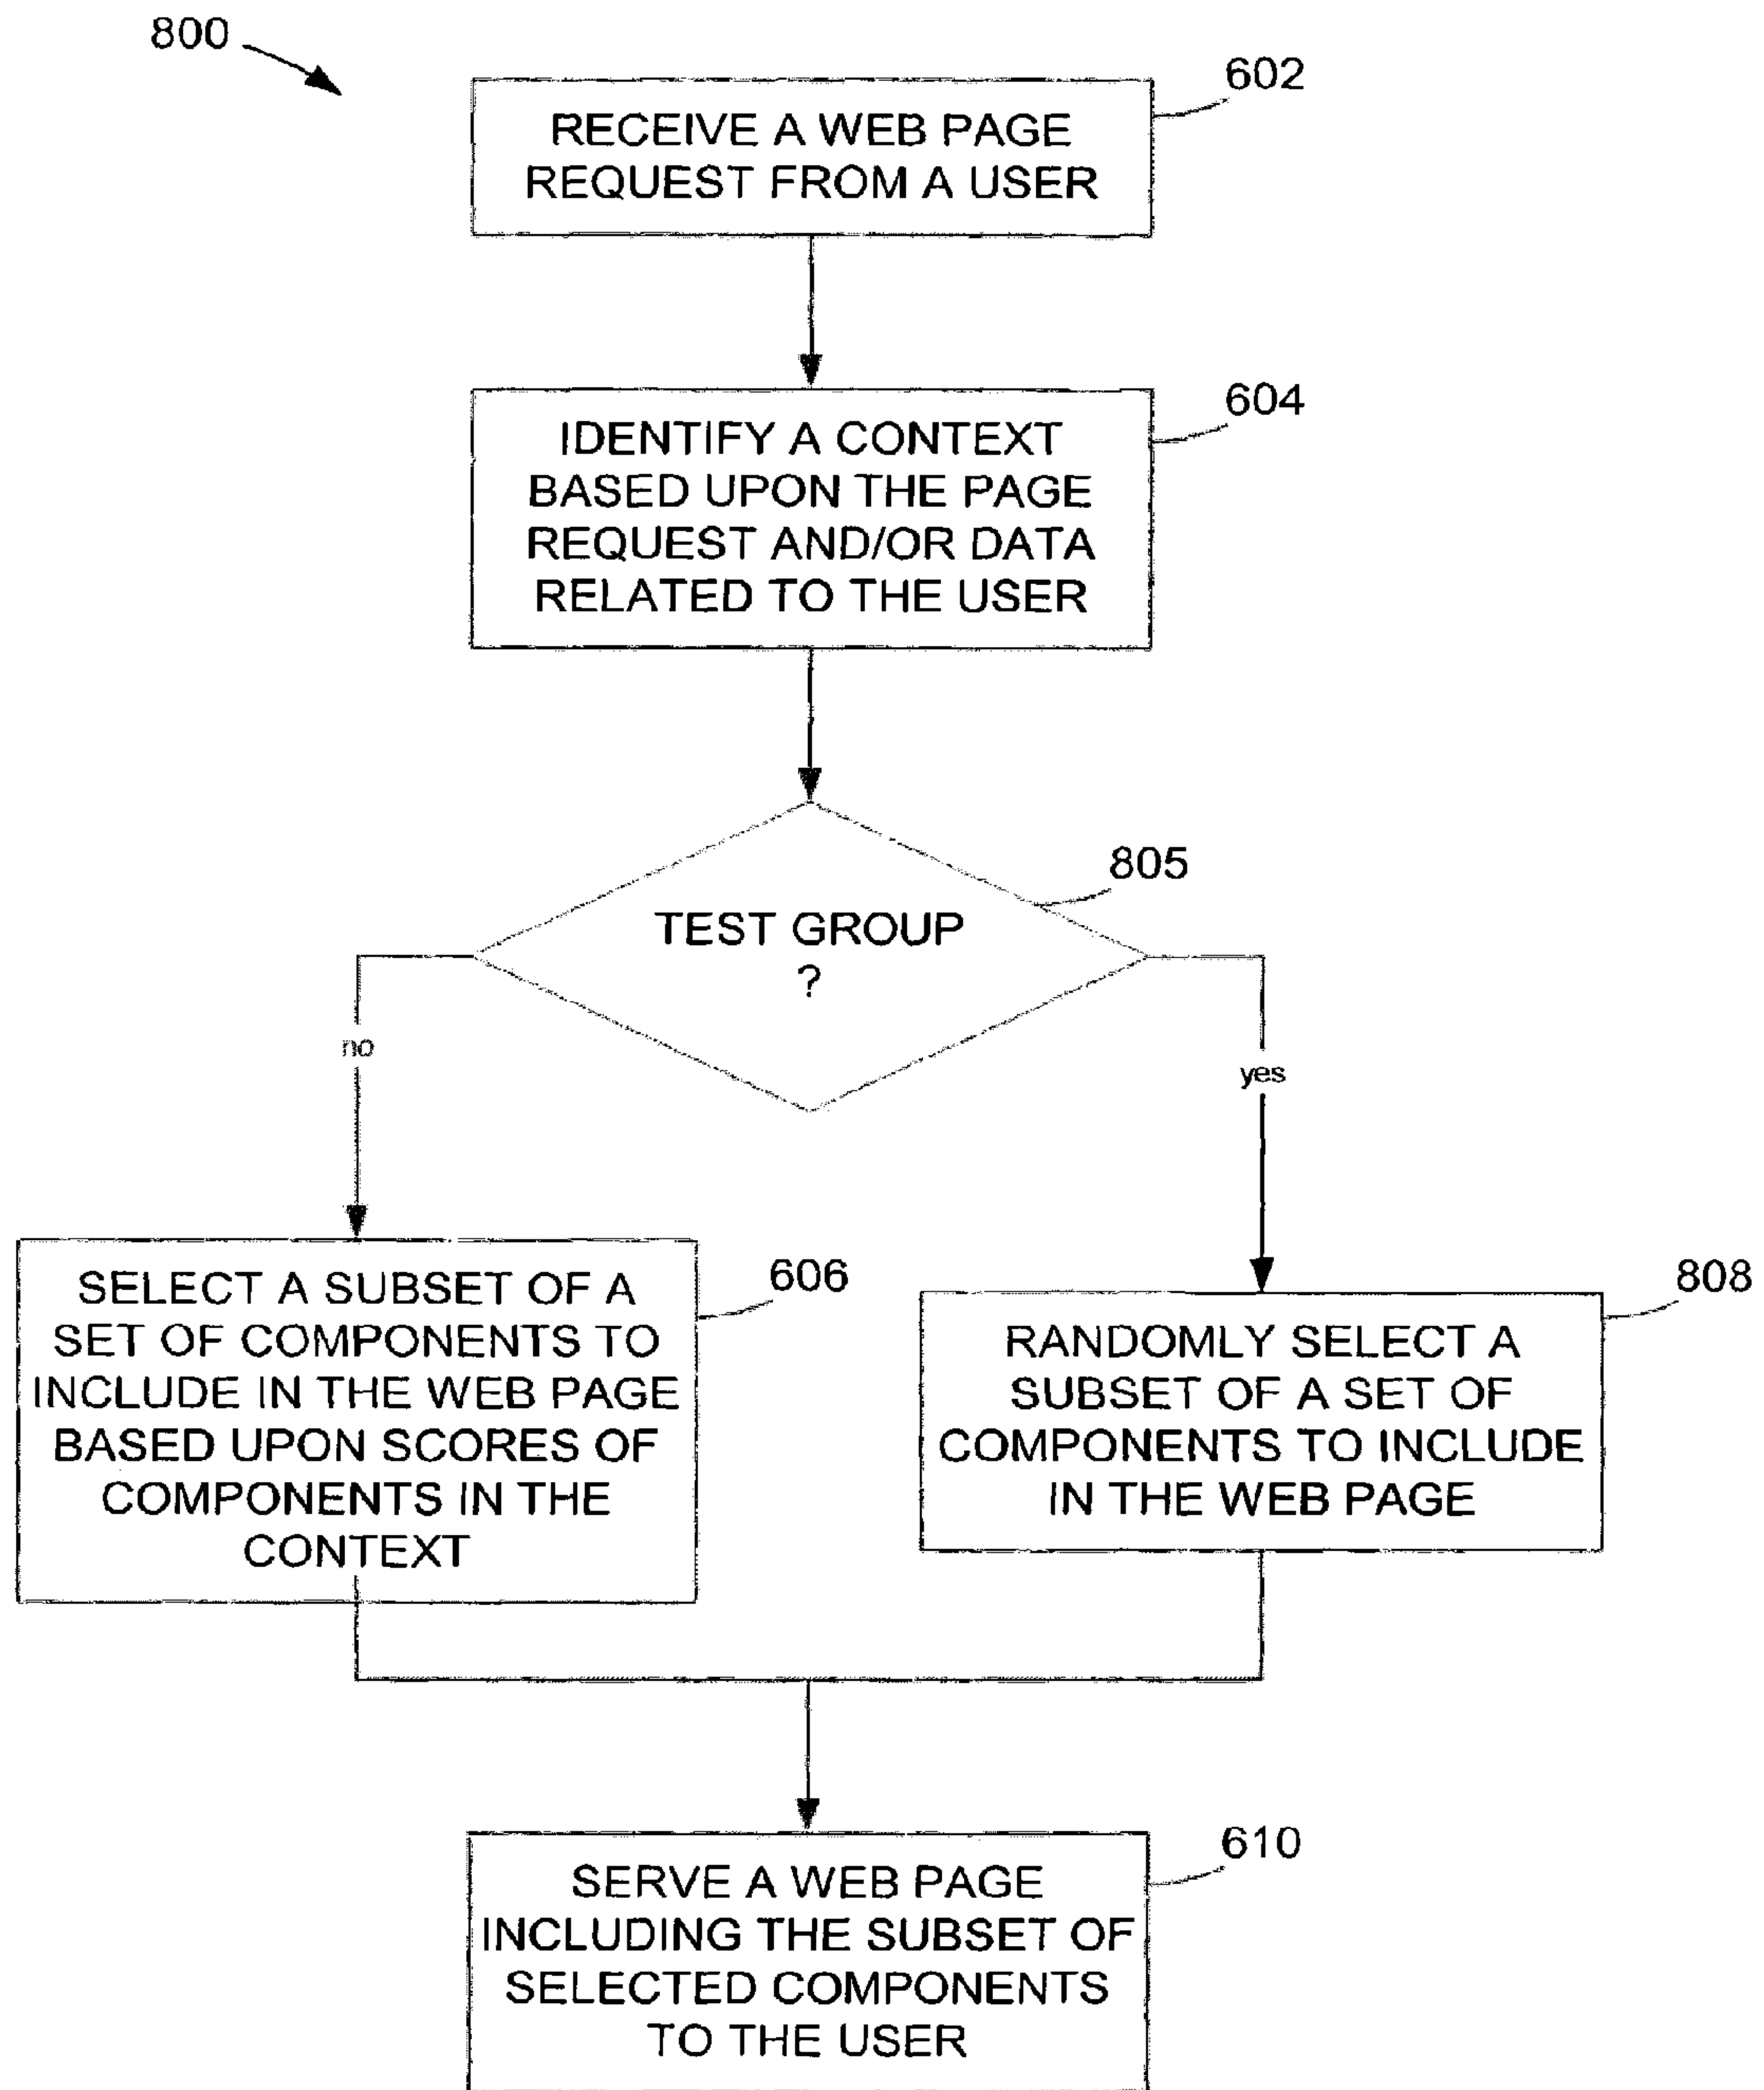 800
602
RECEIVE A WEB PAGE
REQUEST FROM A USER
604
IDENTIFY A CONTEXT
BASED UPON THE PAGE
REQUEST AND/OR DATA
RELATED TO THE USER
805
TEST GROUP
?
no
yes
606
SELECT A SUBSET OF A
SET OF COMPONENTS TO
INCLUDE IN THE WEB PAGE
BASED UPON SCORES OF
COMPONENTS IN THE
CONTEXT
808
RANDOMLY SELECT A
SUBSET OF A SET OF
COMPONENTS TO INCLUDE
IN THE WEB PAGE
610
SERVE A WEB PAGE
INCLUDING THE SUBSET OF
SELECTED COMPONENTS
TO THE USER